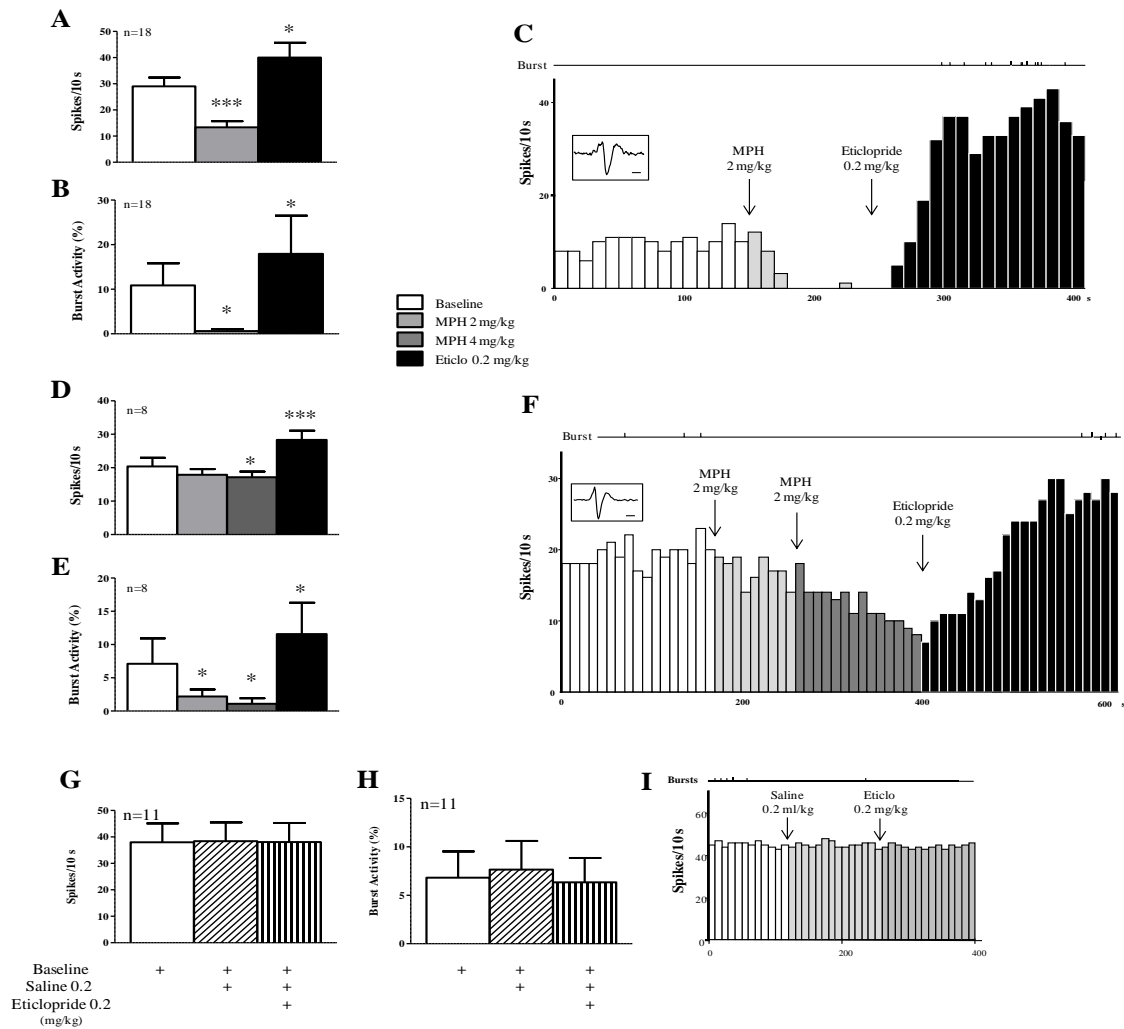 A
n=18
*
***
Spikes/10 s
50
40
30
20
10
0
B
n=18
*
*
Burst Activity (%)
30
20
10
0
C
Burst
Spikes/10s
40
20
0
MPH
2 mg/kg
Eticlopride
0.2 mg/kg
0 100 200 300 400 s
Baseline
MPH 2 mg/kg
MPH 4 mg/kg
Eticlo 0.2 mg/kg
D
n=8
***
*
Spikes/10 s
40
30
20
10
0
E
n=8
*
*
*
Burst Activity (%)
20
15
10
5
0
F
Burst
Spikes/10s
30
20
10
0
MPH
2 mg/kg
MPH
2 mg/kg
Eticlopride
0.2 mg/kg
0 200 400 600 s
G
n=11
Spikes/10 s
50
40
30
20
10
0
H
n=11
Burst Activity (%)
15
10
5
0
I
Bursts
Saline
0.2 ml/kg
Eticlo
0.2 mg/kg
Spikes/10s
60
40
20
0
0 200 400
Baseline + + + + + +
Saline 0.2 + + + +
Eticlopride 0.2 + +
(mg/kg)